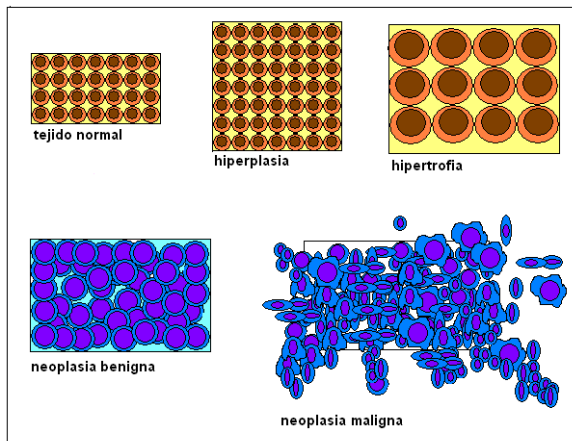 tejido normal
hiperplasia
hipertrofia
neoplasia benigna
neoplasia maligna